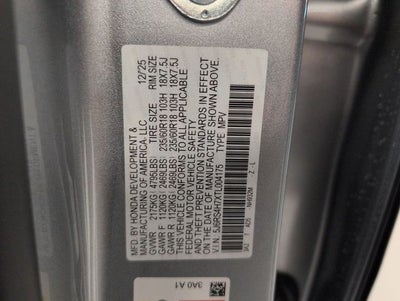 MFD. BY HONDA DEVELOPMENT & 12/25
MANUFACTURING OF AMERICA, LLC
GVWR 2175KG ( 4795LBS) TIRE SIZE RIM SIZE
GAWR F 1120KG ( 2469LBS) 235/60R18 103H 18X7.5J
GAWR R 1120KG ( 2469LBS) 235/60R18 103H 18X7.5J
THIS VEHICLE CONFORMS TO ALL APPLICABLE
FEDERAL MOTOR VEHICLE SAFETY
PREVENTION STANDARDS IN EFFECT
ON THE DATE OF MANUFACTURE SHOWN ABOVE.
TYPE: MPV
3A0 A1